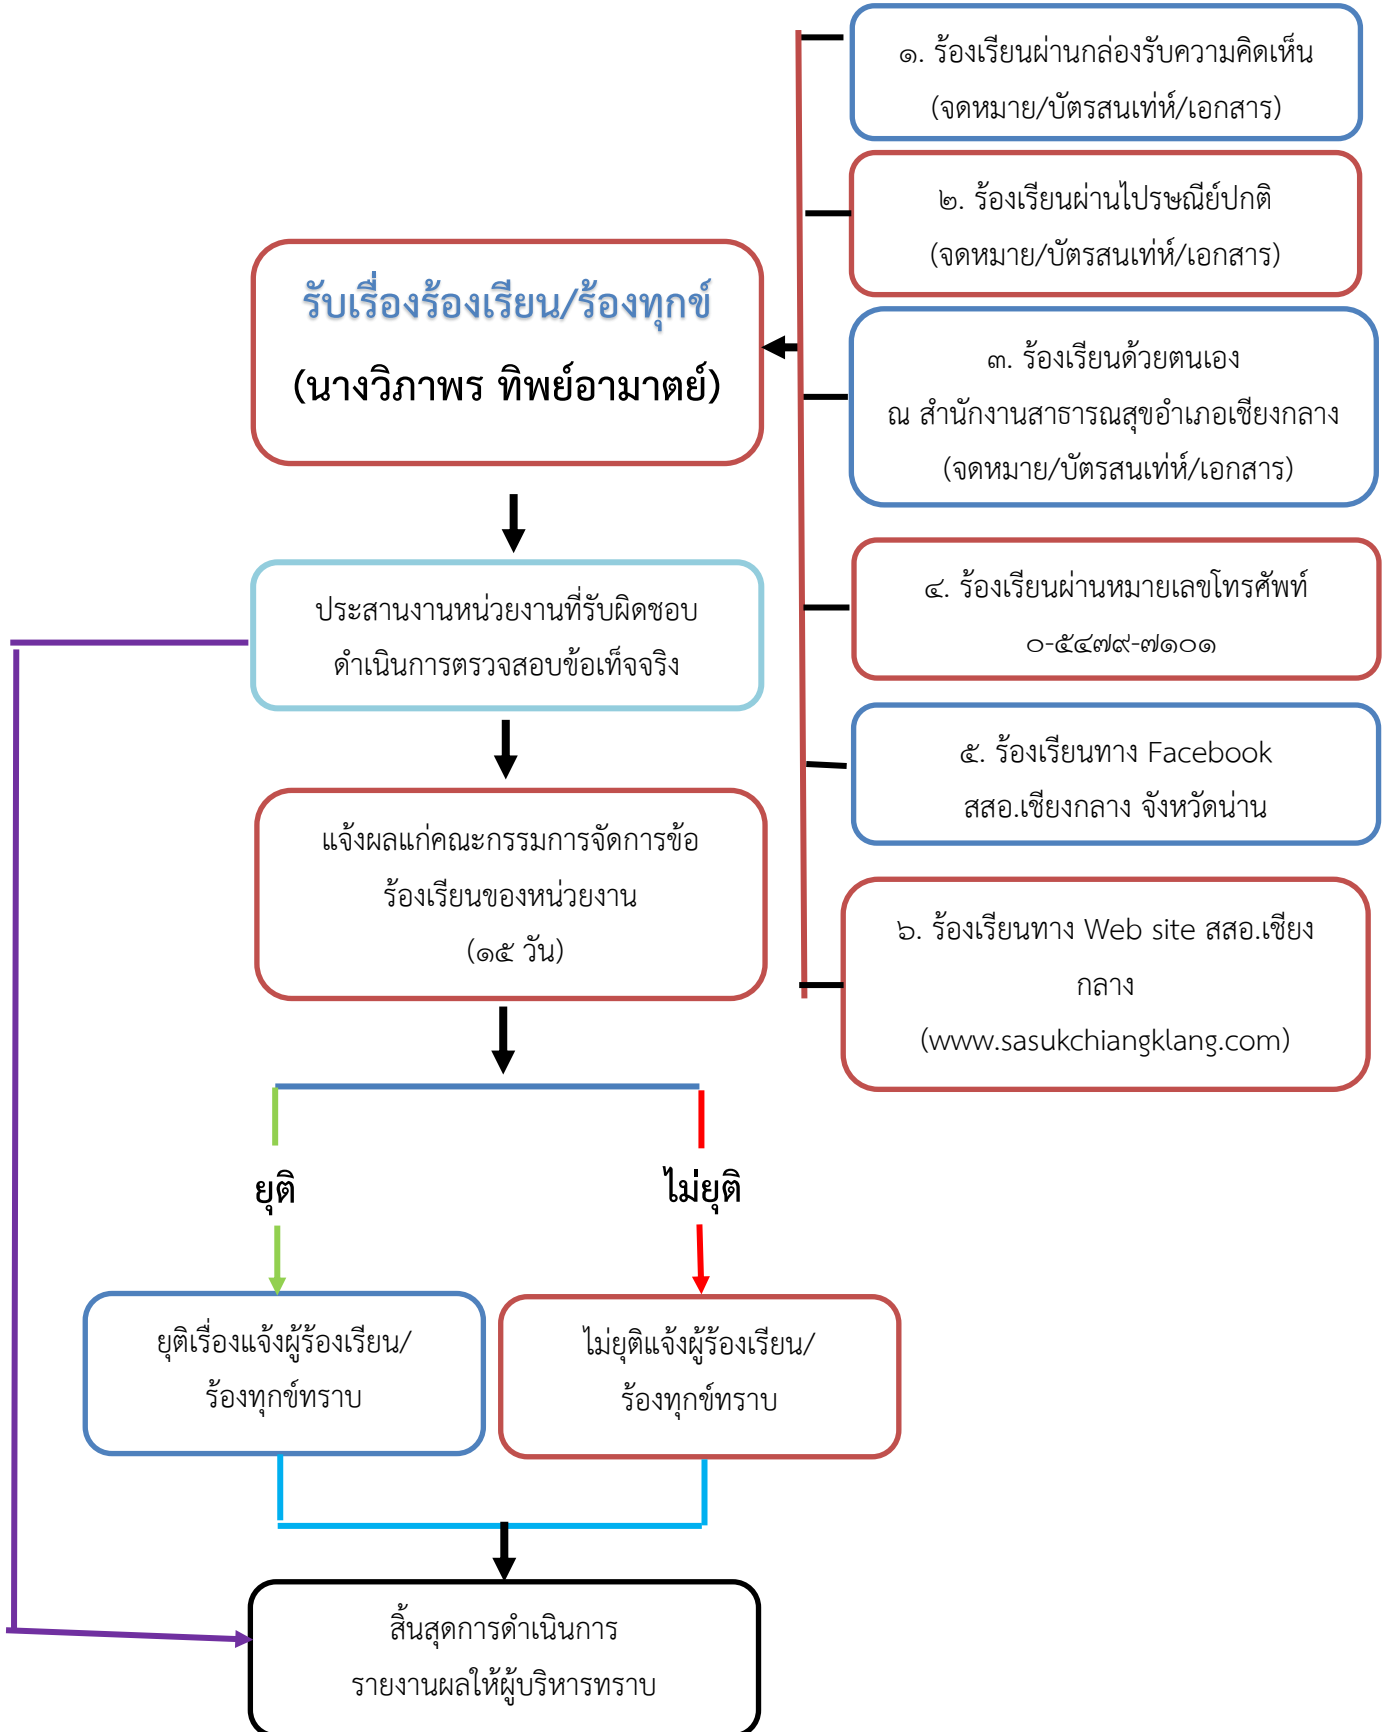 ๑. ร้องเรียนผ่านกล่องรับความคิดเห็น
(จดหมาย/บัตรสนเท่ห์/เอกสาร)
๒. ร้องเรียนผ่านไปรษณีย์ปกติ
(จดหมาย/บัตรสนเท่ห์/เอกสาร)
รับเรื่องร้องเรียน/ร้องทุกข์
(นางวิภาพร ทิพย์อามาตย์)
๓. ร้องเรียนด้วยตนเอง
ณ สำนักงานสาธารณสุขอำเภอเชียงกลาง
(จดหมาย/บัตรสนเท่ห์/เอกสาร)
๔. ร้องเรียนผ่านหมายเลขโทรศัพท์
๐-๕๔๗๙-๗๑๐๑
๕. ร้องเรียนทาง Facebook
สสอ.เชียงกลาง จังหวัดน่าน
๖. ร้องเรียนทาง Web site สสอ.เชียง
กลาง
(www.sasukchiangklang.com)
ประสานงานหน่วยงานที่รับผิดชอบ
ดำเนินการตรวจสอบข้อเท็จจริง
แจ้งผลแก่คณะกรรมการจัดการข้อ
ร้องเรียนของหน่วยงาน
(๑๕ วัน)
ยุติ
ไม่ยุติ
ยุติเรื่องแจ้งผู้ร้องเรียน/
ร้องทุกข์ทราบ
ไม่ยุติแจ้งผู้ร้องเรียน/
ร้องทุกข์ทราบ
สิ้นสุดการดำเนินการ
รายงานผลให้ผู้บริหารทราบ